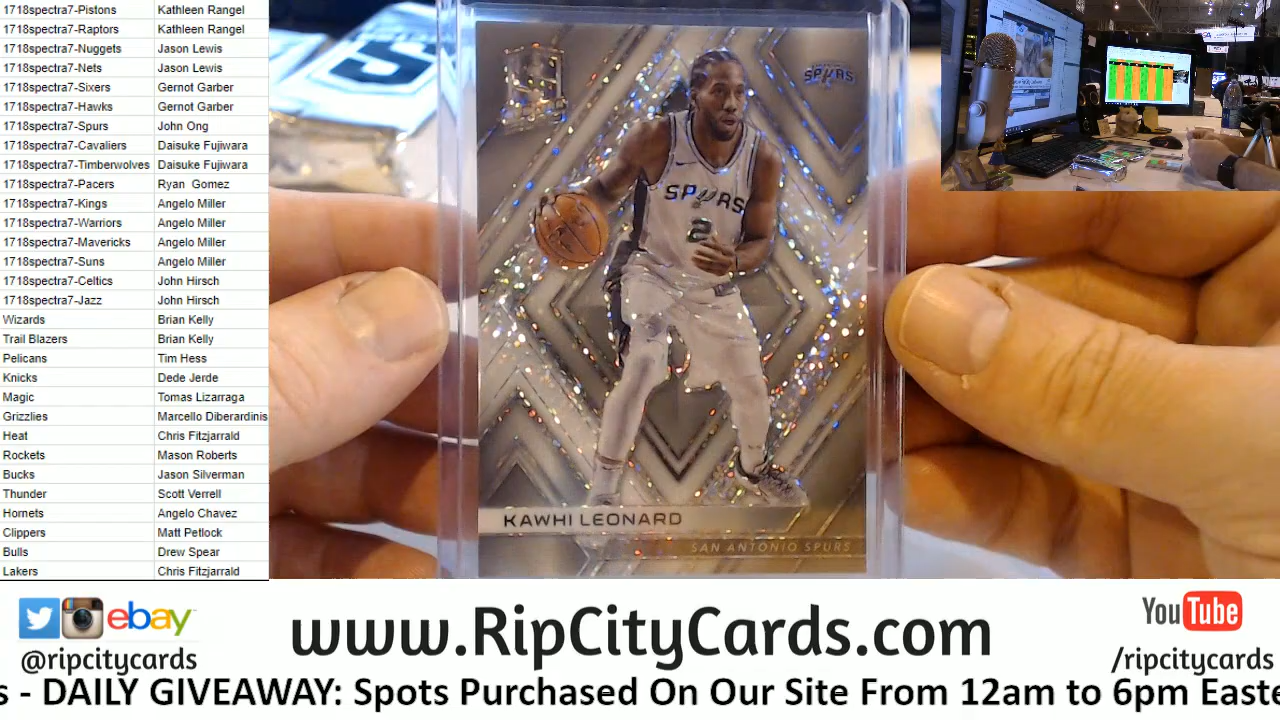 1718spectra7-Pistons Kathleen Rangel
1718spectra7-Raptors Kathleen Rangel
1718spectra7-Nuggets Jason Lewis
1718spectra7-Nets Jason Lewis
1718spectra7-Sixers Gernot Garber
1718spectra7-Hawks Gernot Garber
1718spectra7-Spurs John Ong
1718spectra7-Cavaliers Daisuke Fujiwara
1718spectra7-Timberwolves Daisuke Fujiwara
1718spectra7-Pacers Ryan Gomez
1718spectra7-Kings Angelo Miller
1718spectra7-Warriors Angelo Miller
1718spectra7-Mavericks Angelo Miller
1718spectra7-Suns Angelo Miller
1718spectra7-Celtics John Hirsch
1718spectra7-Jazz John Hirsch
Wizards Brian Kelly
Trail Blazers Brian Kelly
Pelicans Tim Hess
Knicks Dede Jerde
Magic Tomas Lizarraga
Grizzlies Marcello Diberardinis
Heat Chris Fitzjarrald
Rockets Mason Roberts
Bucks Jason Silverman
Thunder Scott Verrell
Hornets Angelo Chavez
Clippers Matt Petlock
Bulls Drew Spear
Lakers Chris Fitzjarrald
SPURS
SPURS
2
KAWHI LEONARD
SAN ANTONIO SPURS
ebay
@ripcitycards
www.RipCityCards.com
YouTube
/ripcitycards
s - DAILY GIVEAWAY: Spots Purchased On Our Site From 12am to 6pm Easte